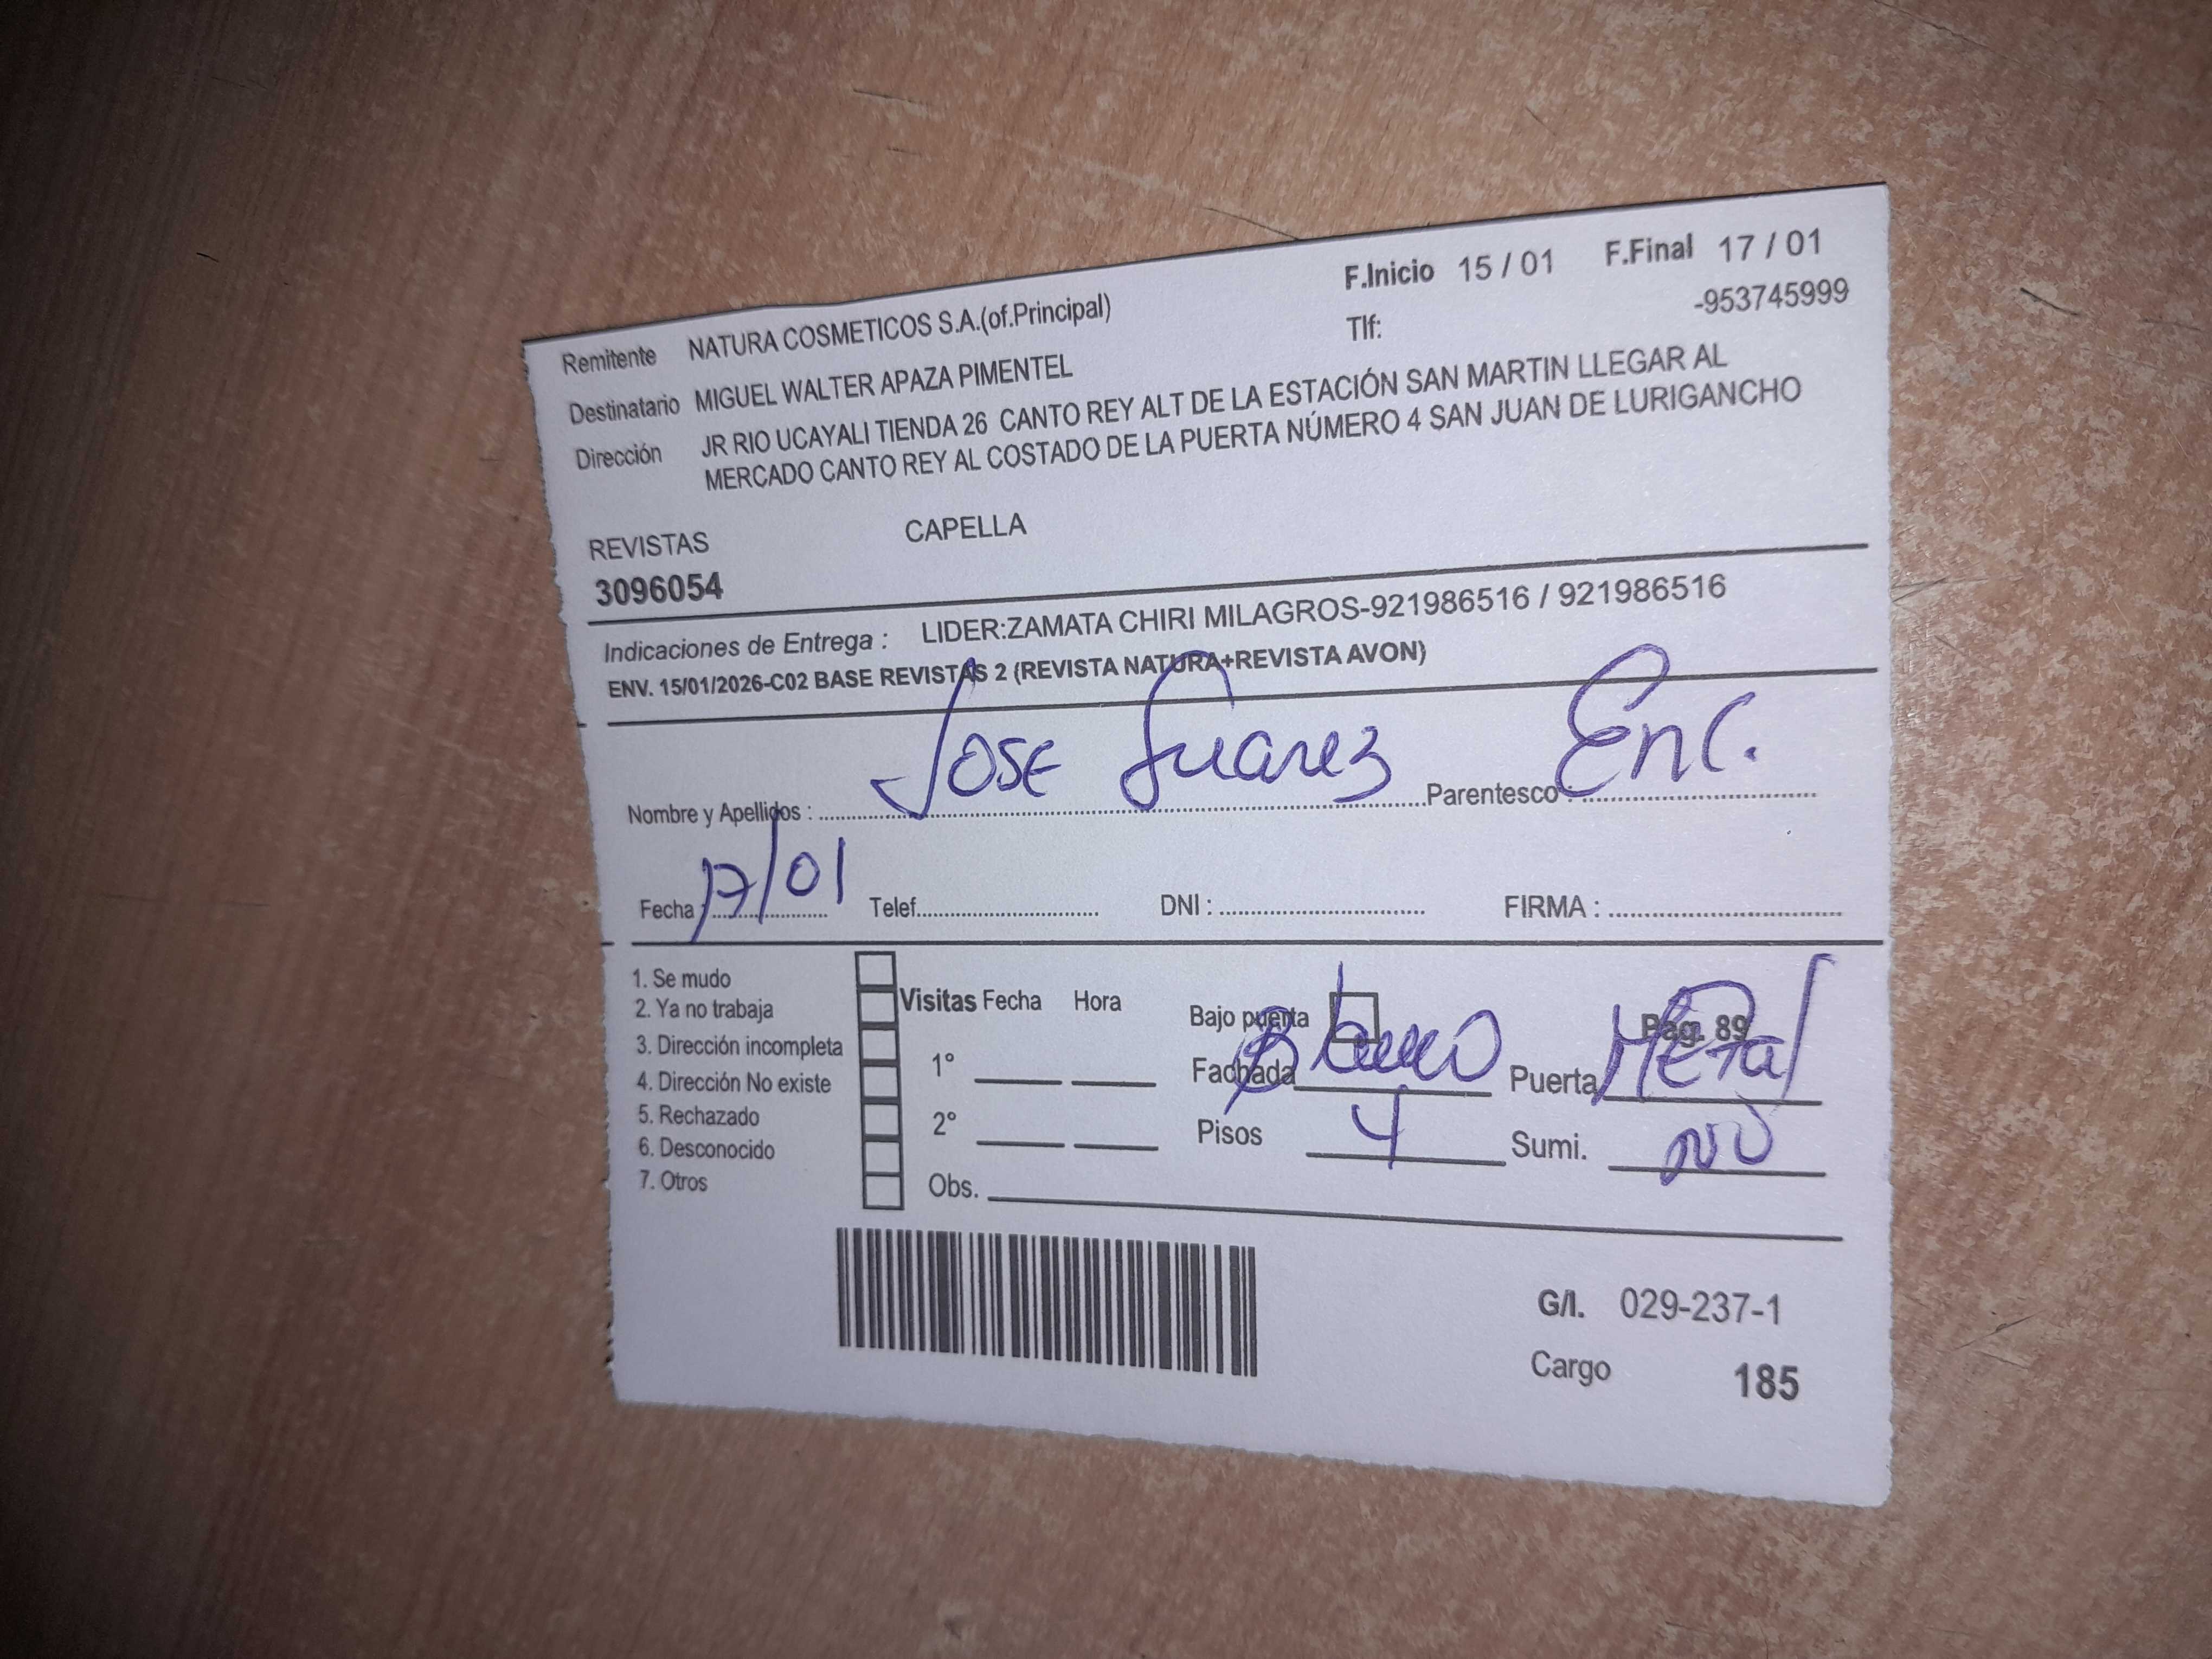 F.Inicio 15 / 01 F.Final 17 / 01
Remitente NATURA COSMETICOS S.A.(of.Principal) Tlf: -953745999
Destinatario MIGUEL WALTER APAZA PIMENTEL
Dirección JR RIO UCAYALI TIENDA 26 CANTO REY ALT DE LA ESTACIÓN SAN MARTIN LLEGAR AL
MERCADO CANTO REY AL COSTADO DE LA PUERTA NÚMERO 4 SAN JUAN DE LURIGANCHO
REVISTAS CAPELLA
3096054
Indicaciones de Entrega : LIDER:ZAMATA CHIRI MILAGROS-921986516 / 921986516
ENV. 15/01/2026-C02 BASE REVISTAS 2 (REVISTA NATURA+REVISTA AVON)
Nombre y Apellidos : Jose Suarez Parentesco : Enc.
Fecha : 17/01 Telef. DNI : FIRMA :
1. Se mudo
2. Ya no trabaja
3. Dirección incompleta
4. Dirección No existe
5. Rechazado
6. Desconocido
7. Otros
Visitas Fecha Hora
1°
2°
Obs.
Bajo puerta Pag. 89
Fachada Blanco Puerta Metal
Pisos 4 Sumi. NO
G/I. 029-237-1
Cargo 185